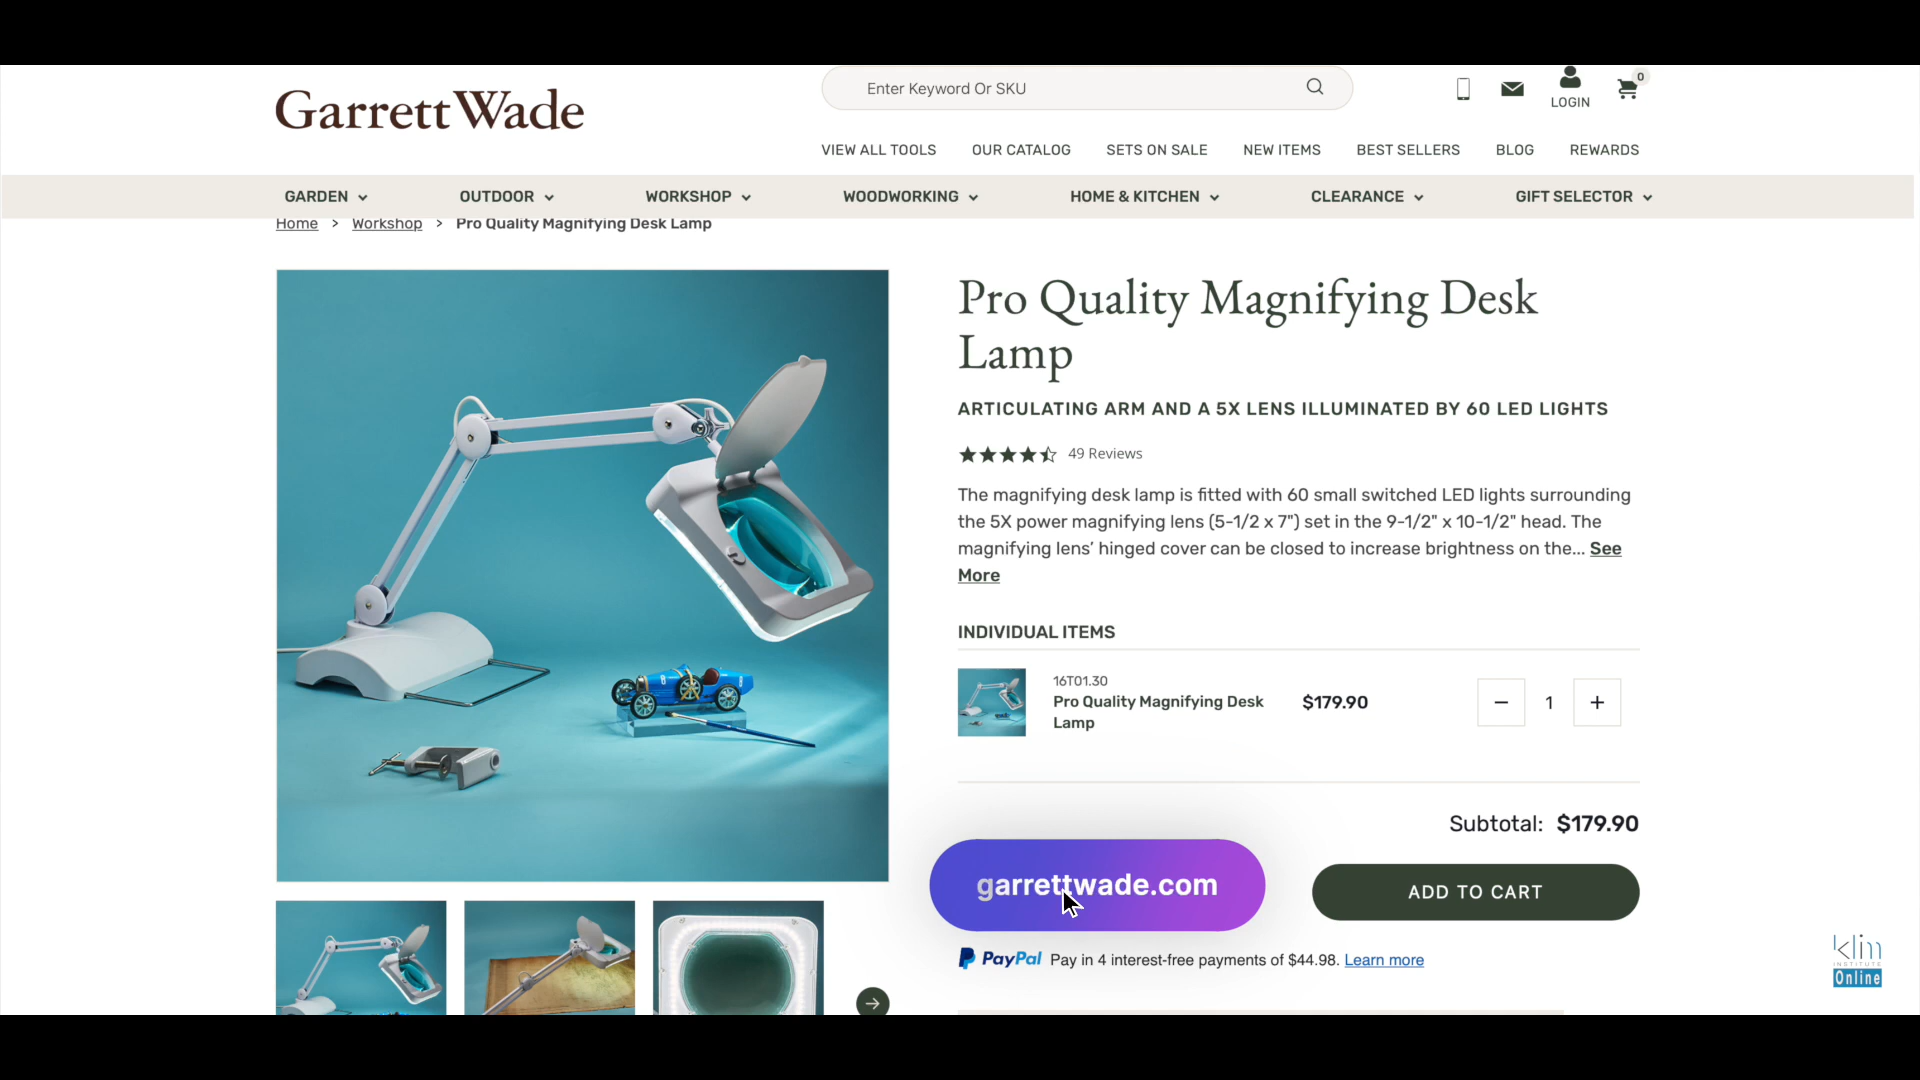 Garrett Wade
Enter Keyword Or SKU
0
LOGIN
VIEW ALL TOOLS OUR CATALOG SETS ON SALE NEW ITEMS BEST SELLERS BLOG REWARDS
GARDEN OUTDOOR WORKSHOP WOODWORKING HOME & KITCHEN CLEARANCE GIFT SELECTOR
Home > Workshop > Pro Quality Magnifying Desk Lamp
Pro Quality Magnifying Desk
Lamp
ARTICULATING ARM AND A 5X LENS ILLUMINATED BY 60 LED LIGHTS
49 Reviews
The magnifying desk lamp is fitted with 60 small switched LED lights surrounding
the 5X power magnifying lens (5-1/2 x 7") set in the 9-1/2" x 10-1/2" head. The
magnifying lens' hinged cover can be closed to increase brightness on the... See
More
INDIVIDUAL ITEMS
16T01.30
Pro Quality Magnifying Desk
Lamp
$179.90
− 1 +
8 8
Subtotal: $179.90
garrettwade.com
ADD TO CART
PayPal Pay in 4 interest-free payments of $44.98. Learn more
klim
INSTITUTE
Online